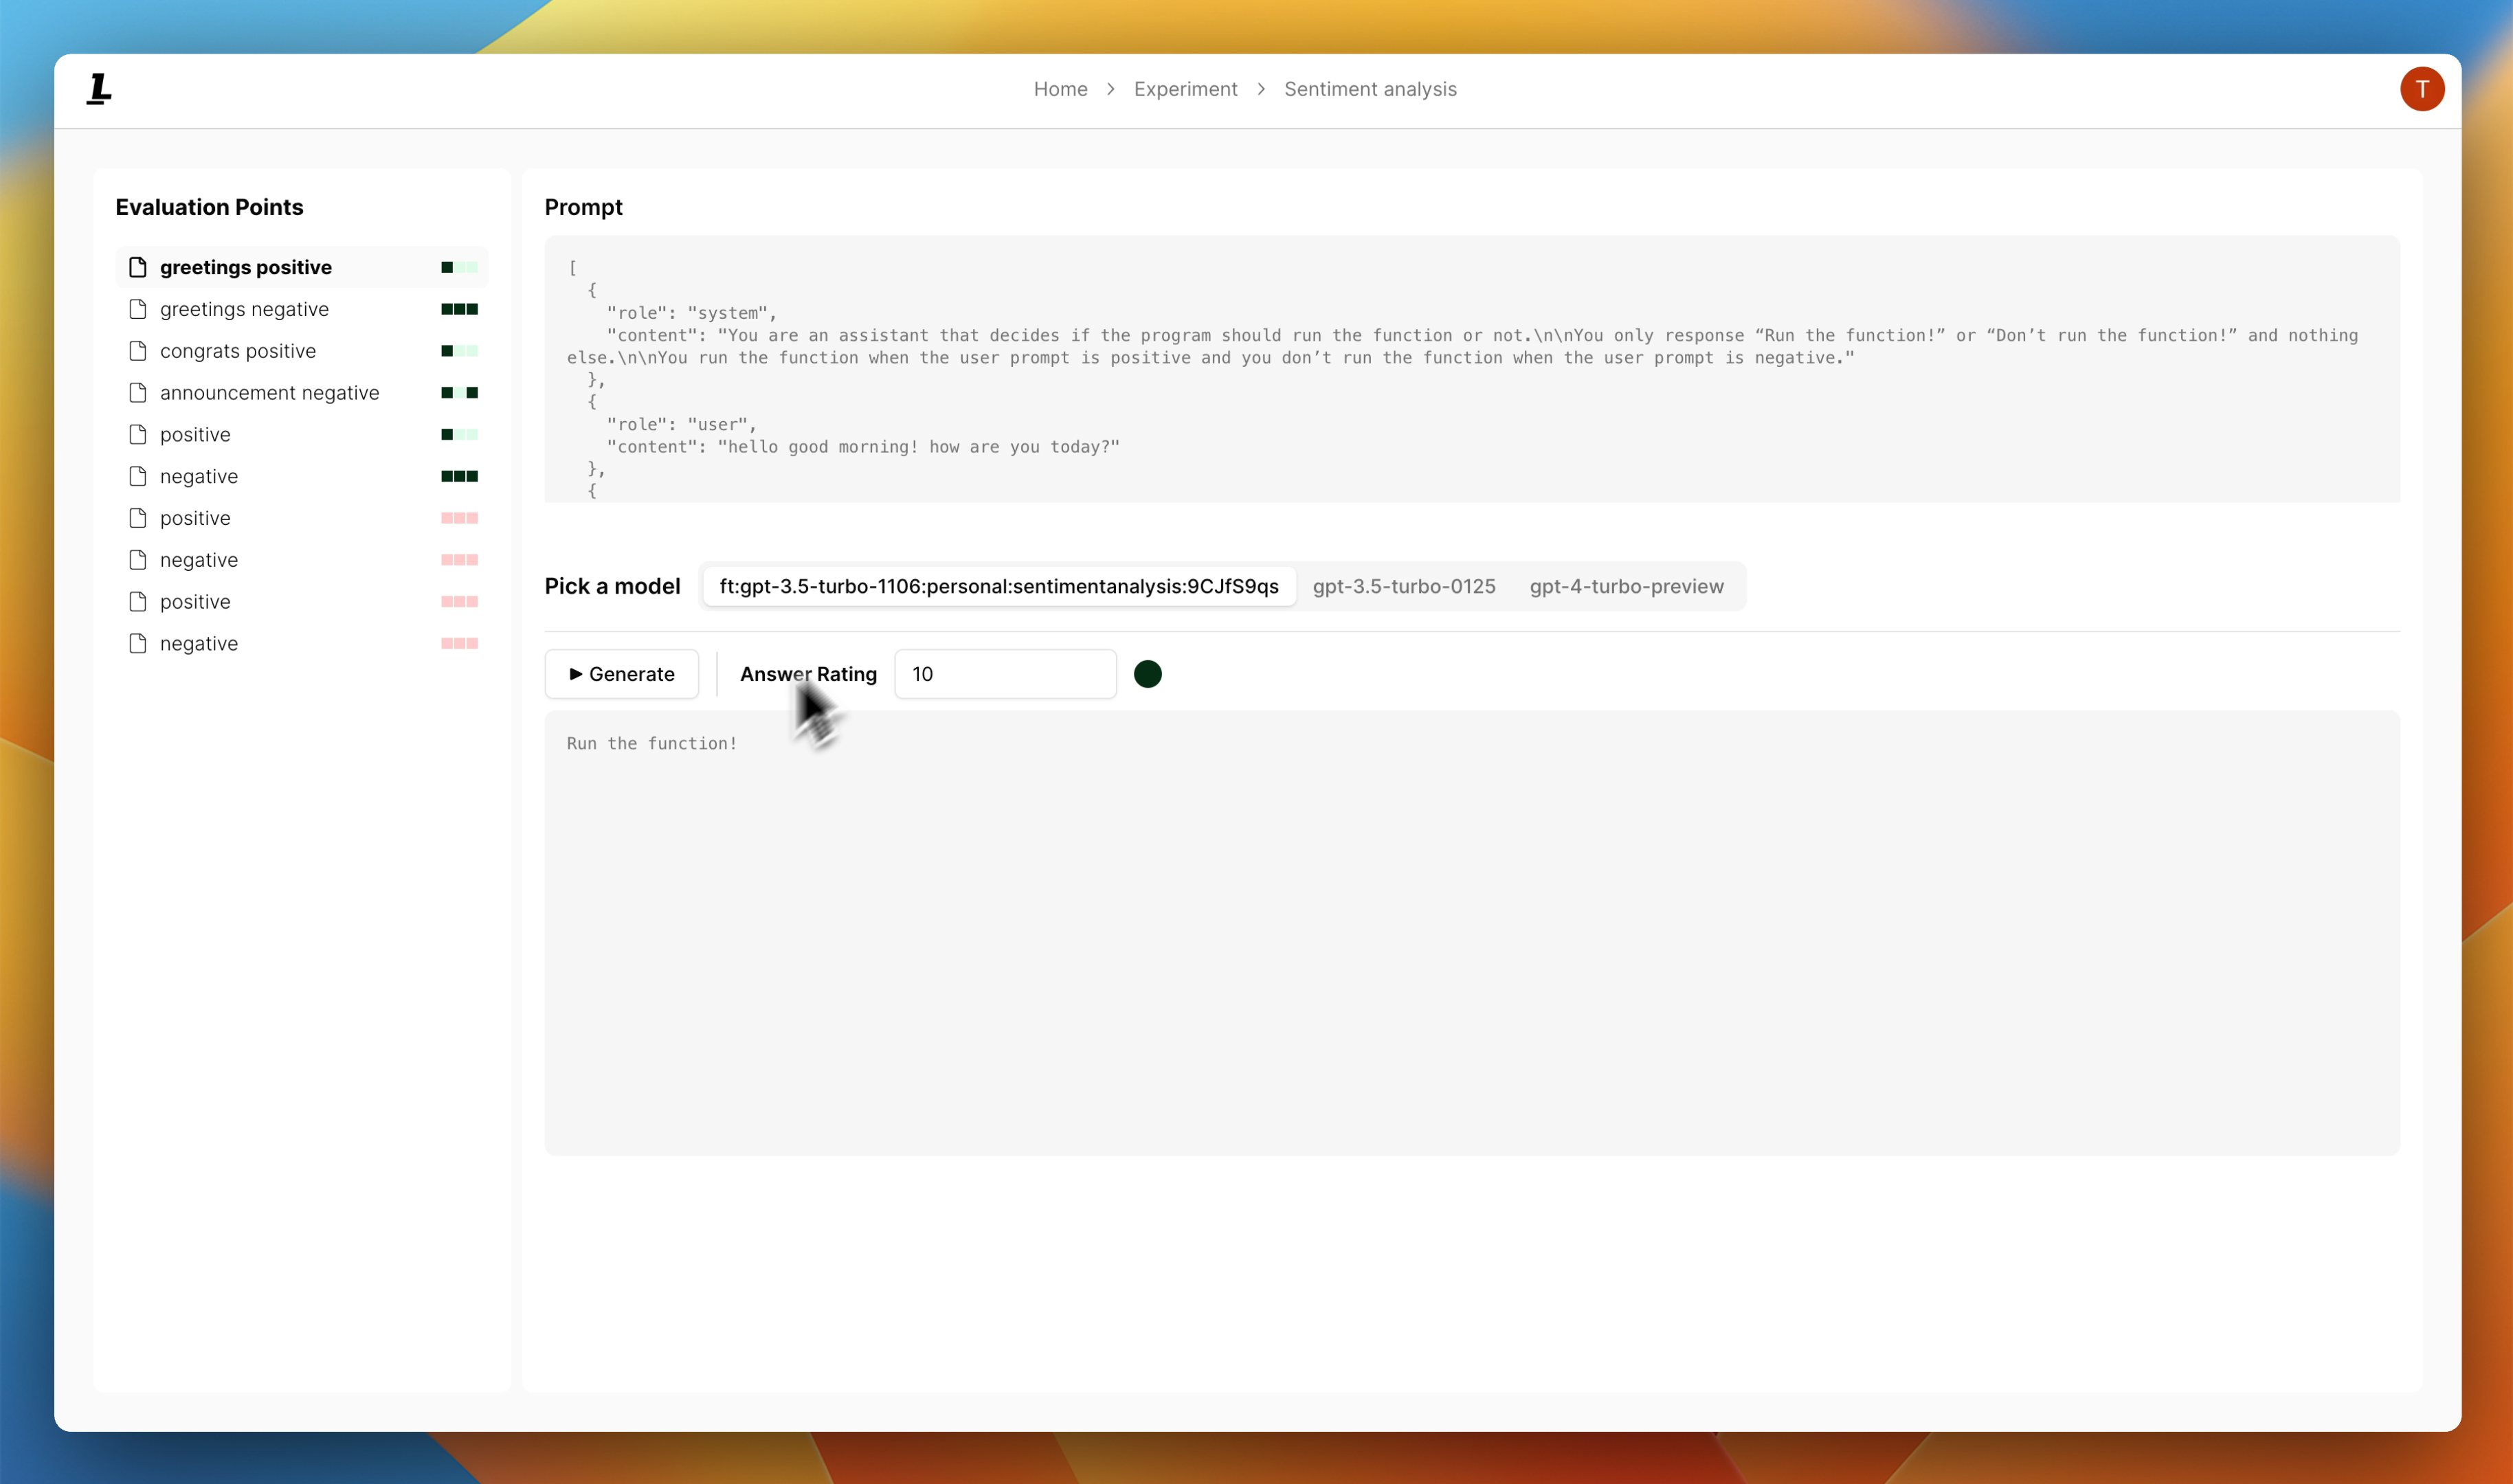 L
Home > Experiment > Sentiment analysis
T
Evaluation Points
greetings positive
greetings negative
congrats positive
announcement negative
positive
negative
positive
negative
positive
negative
Prompt
[
{
"role": "system",
"content": "You are an assistant that decides if the program should run the function or not.\n\nYou only response “Run the function!” or “Don’t run the function!” and nothing
else.\n\nYou run the function when the user prompt is positive and you don’t run the function when the user prompt is negative."
},
{
"role": "user",
"content": "hello good morning! how are you today?"
},
{
Pick a model ft:gpt-3.5-turbo-1106:personal:sentimentanalysis:9CJfS9qs gpt-3.5-turbo-0125 gpt-4-turbo-preview
Generate Answer Rating 10
Run the function!